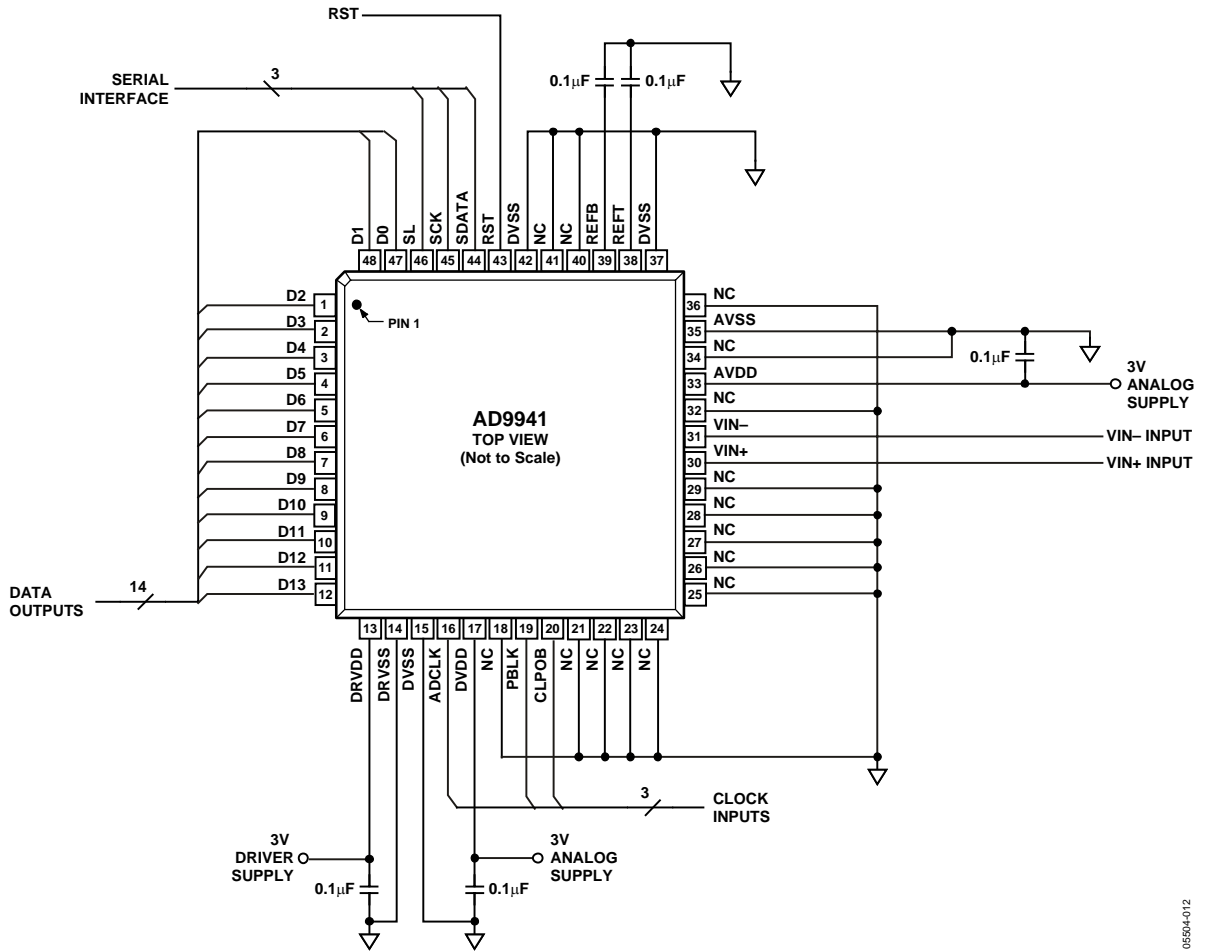 RST
SERIAL
INTERFACE
3
0.1μF
0.1μF
D1
D0
SL
SCK
SDATA
RST
DVSS
NC
NC
REFB
REFT
DVSS
48
47
46
45
44
43
42
41
40
39
38
37
D2
1
D3
2
D4
3
D5
4
D6
5
D7
6
D8
7
D9
8
D10
9
D11
10
D12
11
D13
12
PIN 1
AD9941
TOP VIEW
(Not to Scale)
36
NC
35
AVSS
34
NC
33
AVDD
32
NC
31
VIN–
30
VIN+
29
NC
28
NC
27
NC
26
NC
25
NC
0.1μF
3V
ANALOG
SUPPLY
VIN– INPUT
VIN+ INPUT
DATA
OUTPUTS
14
13
14
15
16
17
18
19
20
21
22
23
24
DRVDD
DRVSS
DVSS
ADCLK
DVDD
NC
PBLK
CLPOB
NC
NC
NC
NC
3
CLOCK
INPUTS
3V
DRIVER
SUPPLY
0.1μF
3V
ANALOG
SUPPLY
0.1μF
05504-012